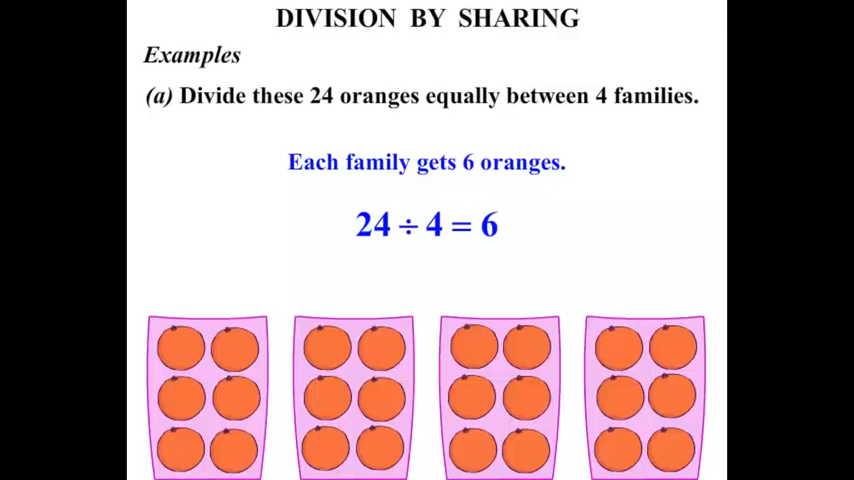 DIVISION BY SHARING
Examples
(a) Divide these 24 oranges equally between 4 families.
Each family gets 6 oranges.
24 ÷ 4 = 6